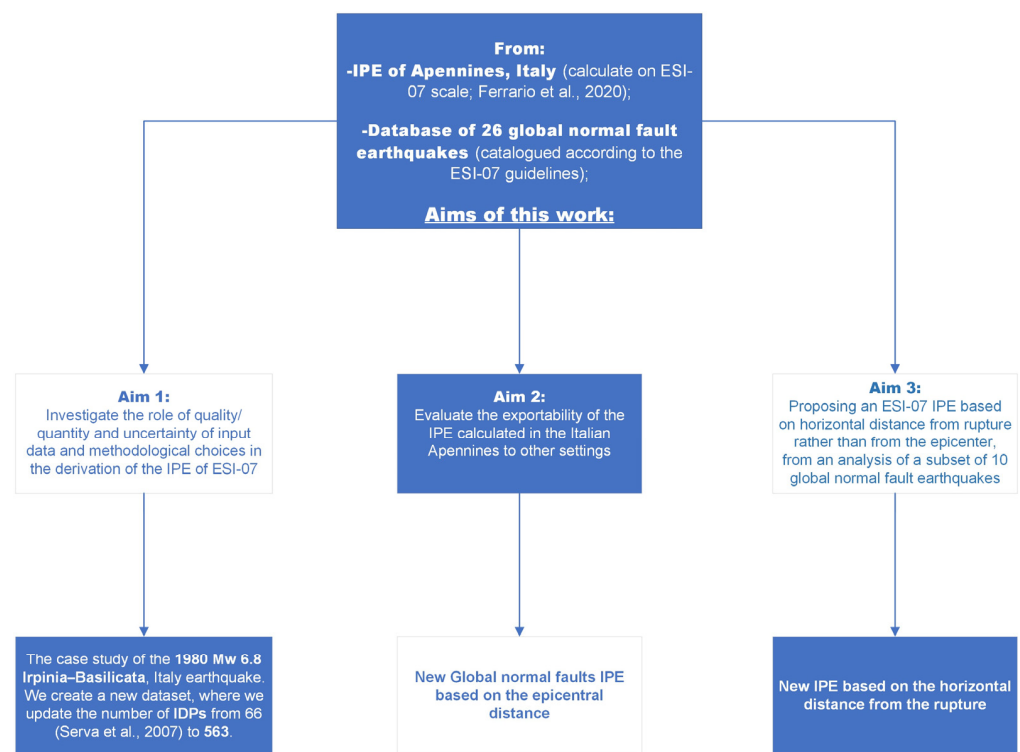 From:
-IPE of Apennines, Italy (calculate on ESI-
07 scale; Ferrario et al., 2020);
-Database of 26 global normal fault
earthquakes (catalogued according to the
ESI-07 guidelines);
Aims of this work:
Aim 1:
Investigate the role of quality/
quantity and uncertainty of input
data and methodological choices in
the derivation of the IPE of ESI-07
Aim 2:
Evaluate the exportability of the
IPE calculated in the Italian
Apennines to other settings
Aim 3:
Proposing an ESI-07 IPE based
on horizontal distance from rupture
rather than from the epicenter,
from an analysis of a subset of 10
global normal fault earthquakes
The case study of the 1980 Mw 6.8
Irpinia–Basilicata, Italy earthquake.
We create a new dataset, where we
update the number of IDPs from 66
(Serva et al., 2007) to 563.
New Global normal faults IPE
based on the epicentral
distance
New IPE based on the horizontal
distance from the rupture